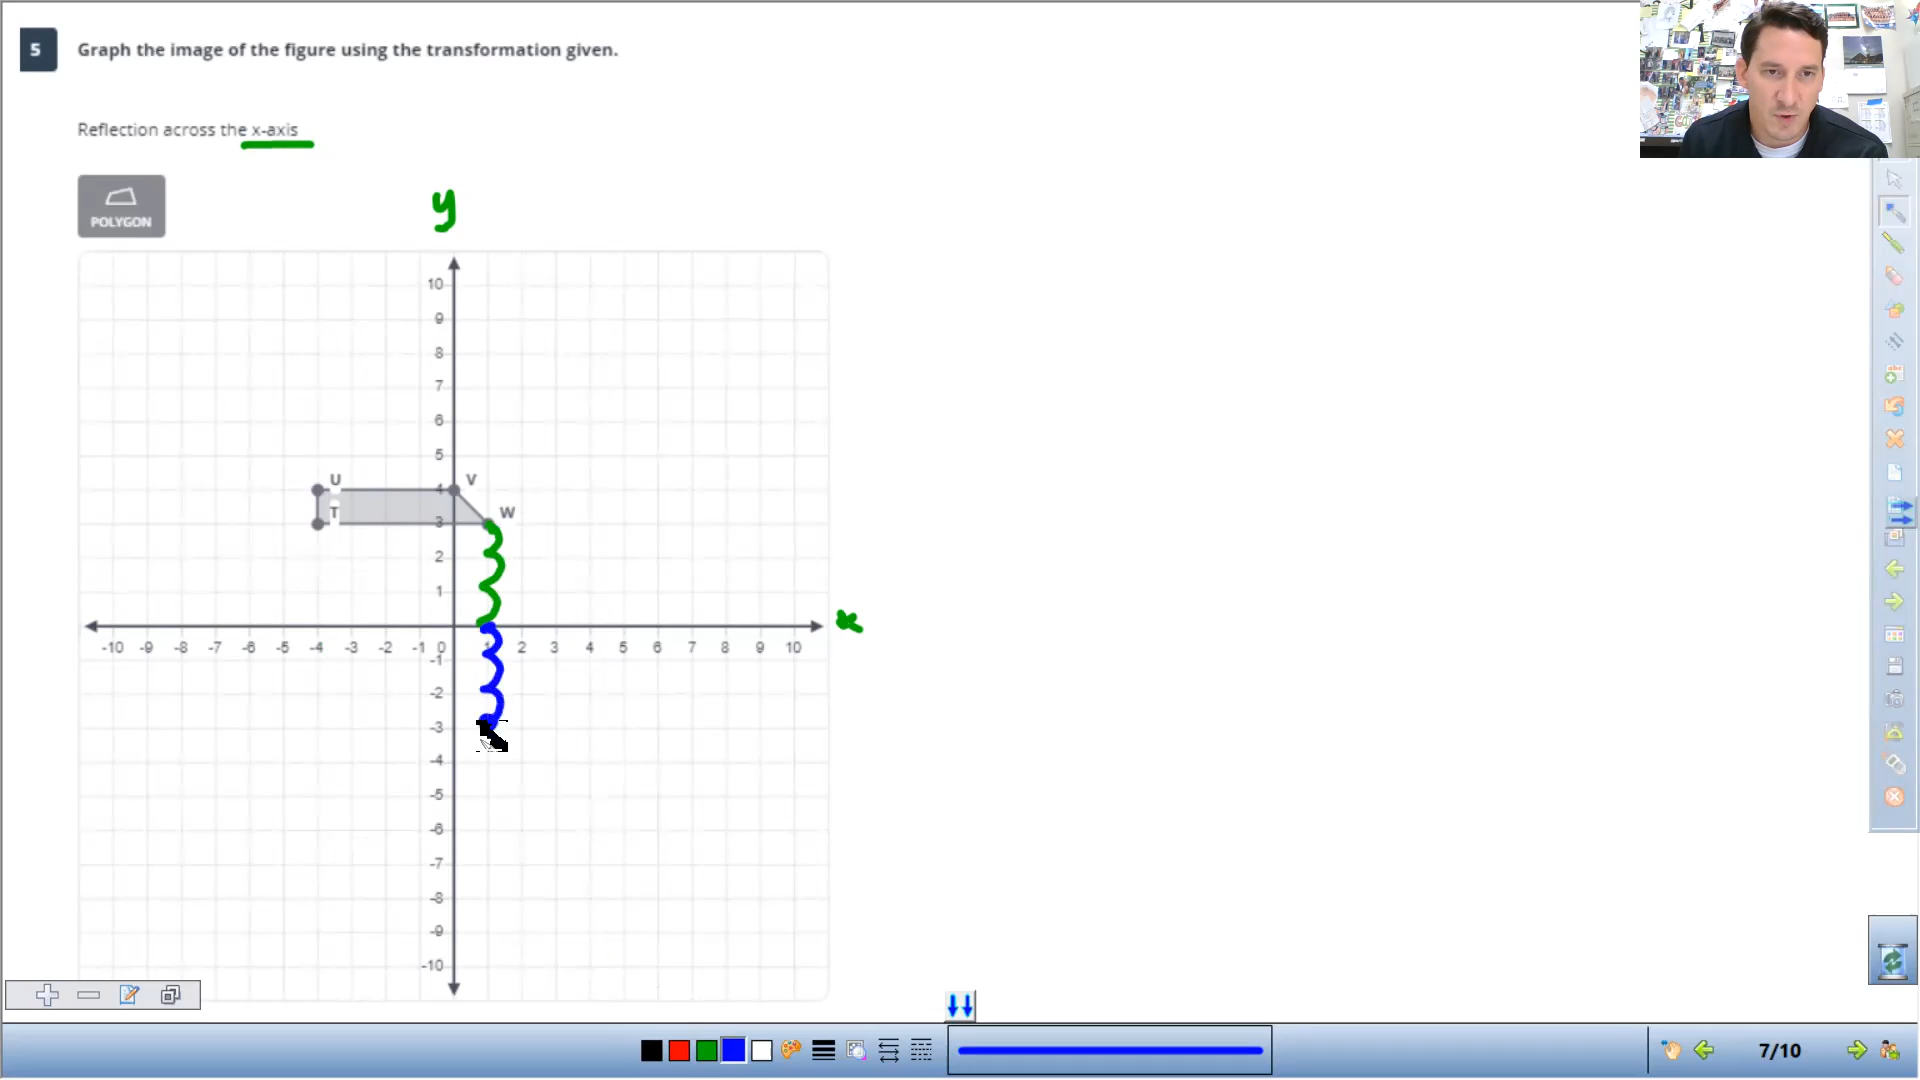 5 Graph the image of the figure using the transformation given.
Reflection across the x-axis
POLYGON
y
10
9
8
7
6
5
U V
4
T W
3
2
1
x
-10 -9 -8 -7 -6 -5 -4 -3 -2 -1 0 1 2 3 4 5 6 7 8 9 10
-1
-2
-3
-4
-5
-6
-7
-8
-9
-10
7/10